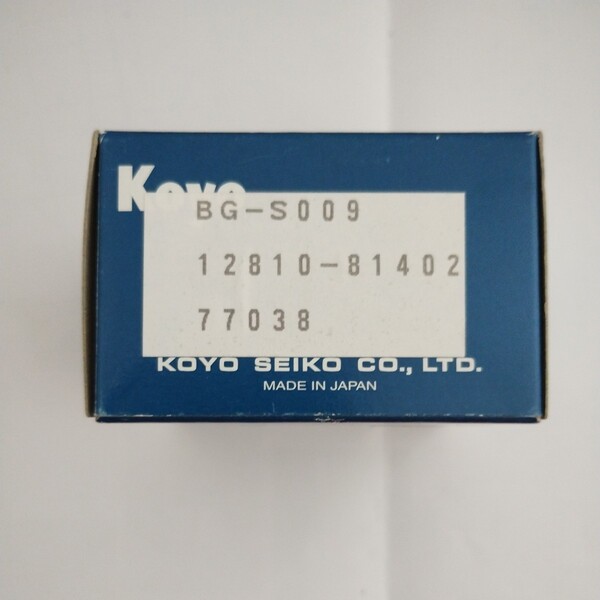 Koyo
BG-S009
12810-81402
77038
KOYO SEIKO CO., LTD.
MADE IN JAPAN